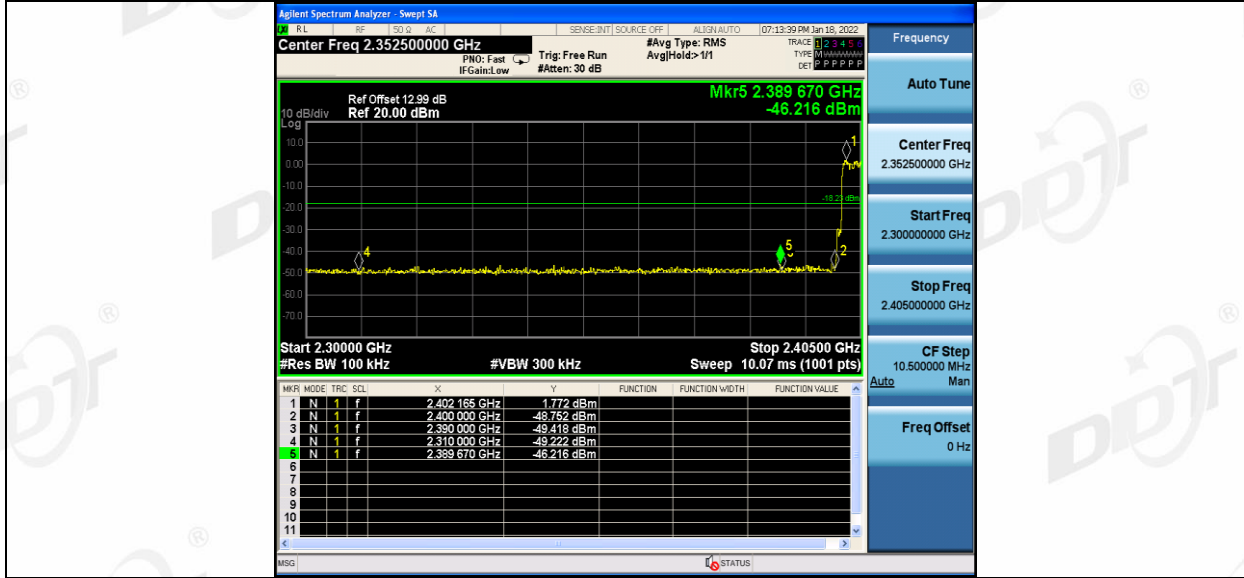 Agilent Spectrum Analyzer - Swept SA
RL RF 50 Ω AC SENSE:INT SOURCE OFF ALIGN AUTO 07:13:39 PM Jan 18, 2022
Center Freq 2.352500000 GHz
PNO: Fast
IFGain:Low
Trig: Free Run
#Atten: 30 dB
#Avg Type: RMS
Avg|Hold:>1/1
TRACE 1 2 3 4 5 6
TYPE M
DET P P P P P P
Frequency
Auto Tune
Center Freq
2.352500000 GHz
Start Freq
2.300000000 GHz
Stop Freq
2.405000000 GHz
CF Step
10.500000 MHz
Auto Man
Freq Offset
0 Hz
Mkr5 2.389 670 GHz
-46.216 dBm
Ref Offset 12.99 dB
10 dB/div Ref 20.00 dBm
Log
10.0
0.00
-10.0
-20.0
-30.0
-40.0
-50.0
-60.0
-70.0
1
-18.23 dBm
4
5
2
Start 2.30000 GHz Stop 2.40500 GHz
#Res BW 100 kHz #VBW 300 kHz Sweep 10.07 ms (1001 pts)
MKR MODE TRC SCL X Y FUNCTION FUNCTION WIDTH FUNCTION VALUE
1 N 1 f 2.402 165 GHz 1.772 dBm
2 N 1 f 2.400 000 GHz -48.752 dBm
3 N 1 f 2.390 000 GHz -49.418 dBm
4 N 1 f 2.310 000 GHz -49.222 dBm
5 N 1 f 2.389 670 GHz -46.216 dBm
6
7
8
9
10
11
MSG STATUS
DDT
®